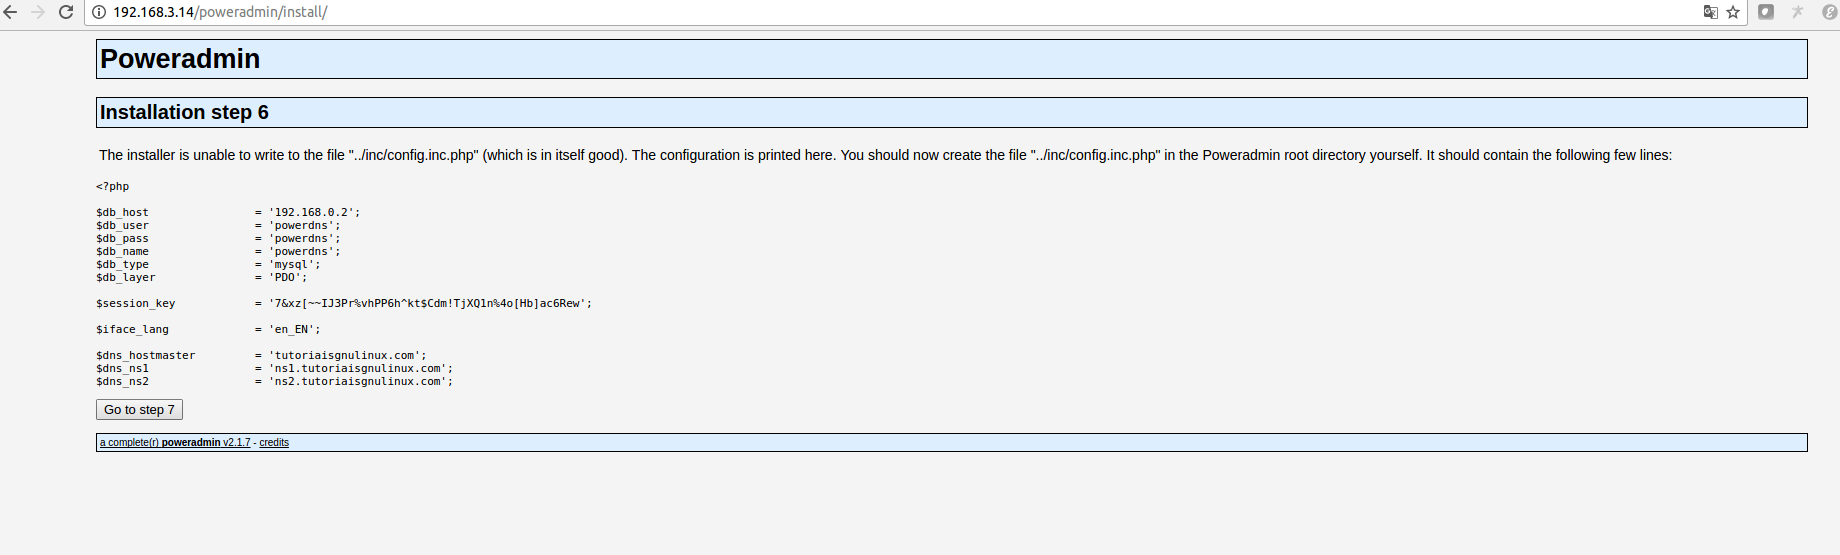 192.168.3.14/poweradmin/install/
Poweradmin
Installation step 6
The installer is unable to write to the file "../inc/config.inc.php" (which is in itself good). The configuration is printed here. You should now create the file "../inc/config.inc.php" in the Poweradmin root directory yourself. It should contain the following few lines:
<?php
$db_host = '192.168.0.2';
$db_user = 'powerdns';
$db_pass = 'powerdns';
$db_name = 'powerdns';
$db_type = 'mysql';
$db_layer = 'PDO';
$session_key = '7&xz[~~IJ3Pr%vhPP6h^kt$Cdm!TjXQ1n%4o[Hb]ac6Rew';
$iface_lang = 'en_EN';
$dns_hostmaster = 'tutoriaisgnulinux.com';
$dns_ns1 = 'ns1.tutoriaisgnulinux.com';
$dns_ns2 = 'ns2.tutoriaisgnulinux.com';
Go to step 7
a complete(r) poweradmin v2.1.7 - credits